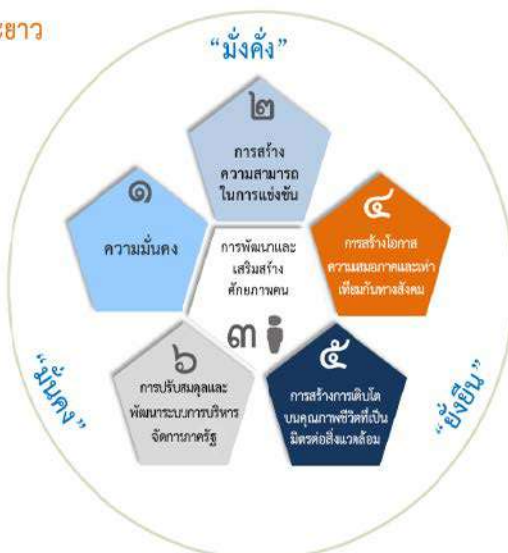 ะยาว
“มั่งคั่ง”
๒
การสร้าง
ความสามารถ
ในการแข่งขัน
๑
ความมั่นคง
๔
การสร้างโอกาส
ความเสมอภาคและเท่า
เทียมกันทางสังคม
การพัฒนาและ
เสริมสร้าง
ศักยภาพคน
๓
๖
การปรับสมดุลและ
พัฒนาระบบการบริหาร
จัดการภาครัฐ
๕
การสร้างการเติบโต
บนคุณภาพชีวิตที่เป็น
มิตรต่อสิ่งแวดล้อม
“มั่นคง”
“ยั่งยืน”